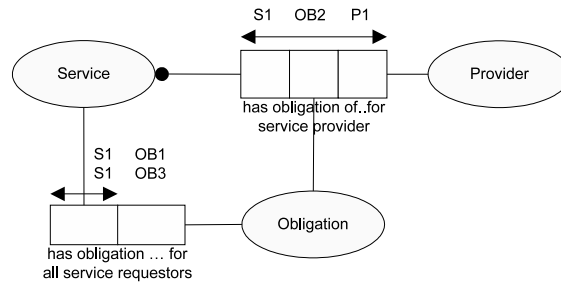 S1 OB2 P1
Service
Provider
has obligation of..for
service provider
S1 OB1
S1 OB3
Obligation
has obligation ... for
all service requestors